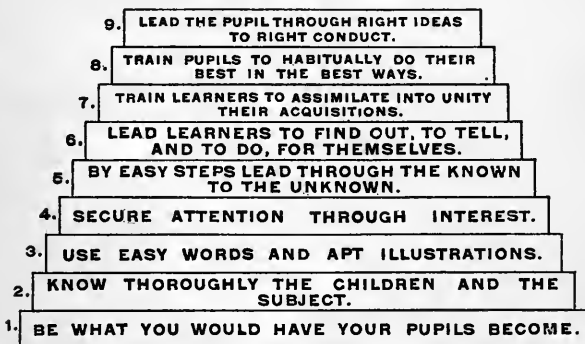 9. LEAD THE PUPIL THROUGH RIGHT IDEAS
TO RIGHT CONDUCT.
8. TRAIN PUPILS TO HABITUALLY DO THEIR
BEST IN THE BEST WAYS.
7. TRAIN LEARNERS TO ASSIMILATE INTO UNITY
THEIR ACQUISITIONS.
6. LEAD LEARNERS TO FIND OUT, TO TELL,
AND TO DO, FOR THEMSELVES.
5. BY EASY STEPS LEAD THROUGH THE KNOWN
TO THE UNKNOWN.
4. SECURE ATTENTION THROUGH INTEREST.
3. USE EASY WORDS AND APT ILLUSTRATIONS.
2. KNOW THOROUGHLY THE CHILDREN AND THE
SUBJECT.
1. BE WHAT YOU WOULD HAVE YOUR PUPILS BECOME.